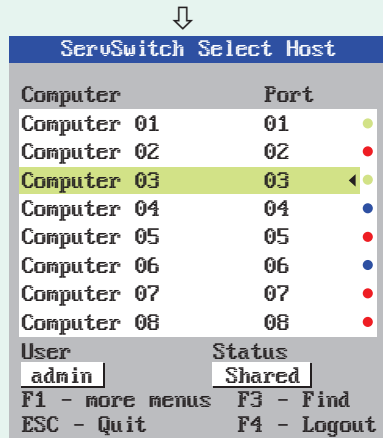 ServSwitch Select Host
Computer Port
Computer 01 01
Computer 02 02
Computer 03 03
Computer 04 04
Computer 05 05
Computer 06 06
Computer 07 07
Computer 08 08
User Status
admin Shared
F1 - more menus F3 - Find
ESC - Quit F4 - Logout